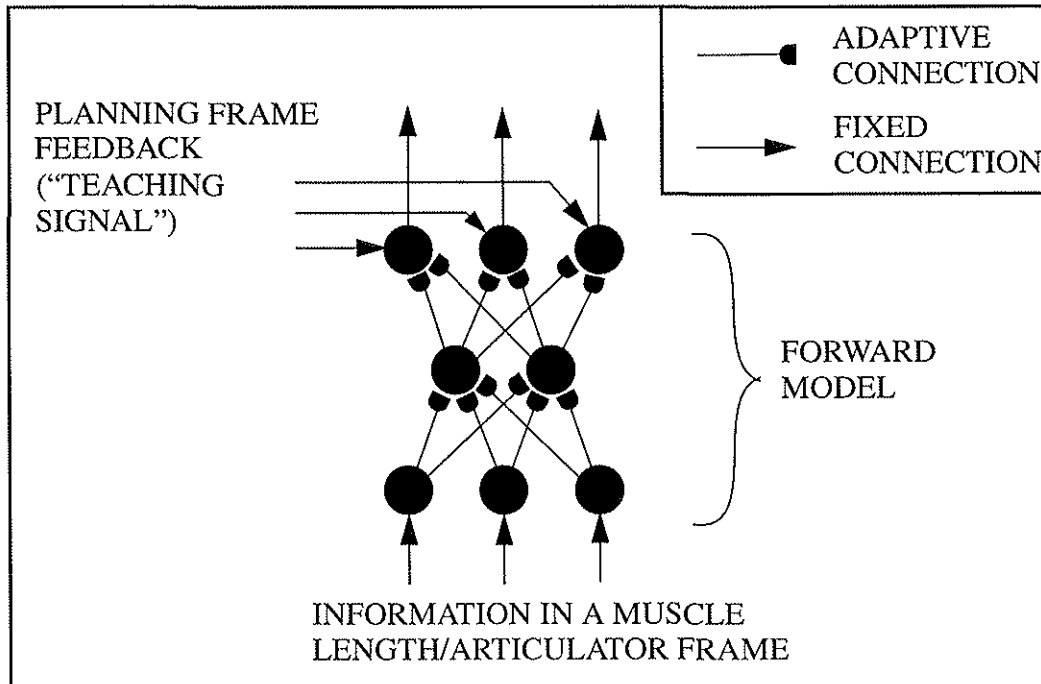 ADAPTIVE
CONNECTION
FIXED
CONNECTION
PLANNING FRAME
FEEDBACK
(“TEACHING
SIGNAL”)
FORWARD
MODEL
INFORMATION IN A MUSCLE
LENGTH/ARTICULATOR FRAME